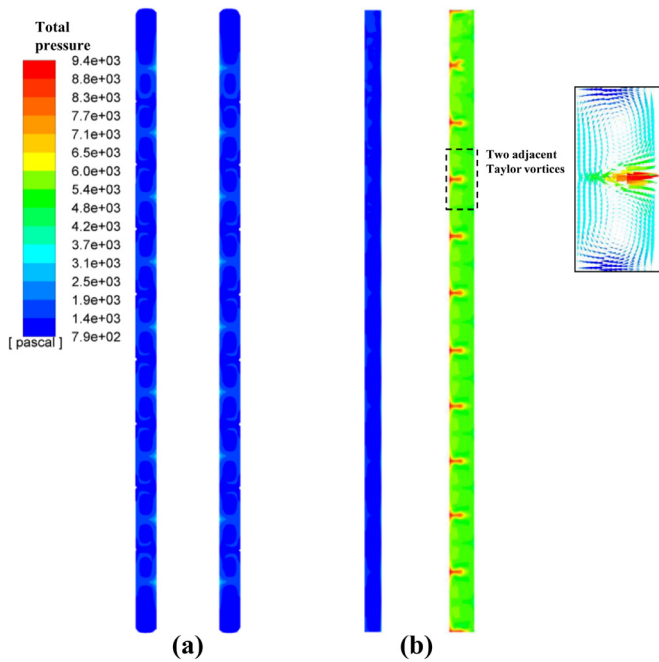 Total
pressure
9.4e+03
8.8e+03
8.3e+03
7.7e+03
7.1e+03
6.5e+03
6.0e+03
5.4e+03
4.8e+03
4.2e+03
3.7e+03
3.1e+03
2.5e+03
1.9e+03
1.4e+03
7.9e+02
[ pascal ]
Two adjacent
Taylor vortices
(a)
(b)